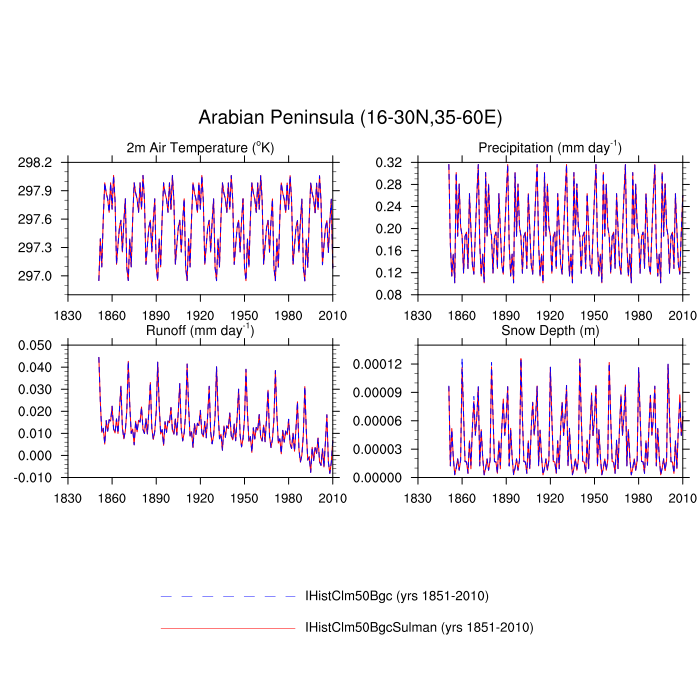 Arabian Peninsula (16-30N,35-60E)
2m Air Temperature (°K)
Precipitation (mm day⁻¹)
298.2
297.9
297.6
297.3
297.0
1830 1860 1890 1920 1950 1980 2010
0.32
0.28
0.24
0.20
0.16
0.12
0.08
1830 1860 1890 1920 1950 1980 2010
Runoff (mm day⁻¹)
Snow Depth (m)
0.050
0.040
0.030
0.020
0.010
0.000
-0.010
1830 1860 1890 1920 1950 1980 2010
0.00012
0.00009
0.00006
0.00003
0.00000
1830 1860 1890 1920 1950 1980 2010
IHistClm50Bgc (yrs 1851-2010)
IHistClm50BgcSulman (yrs 1851-2010)